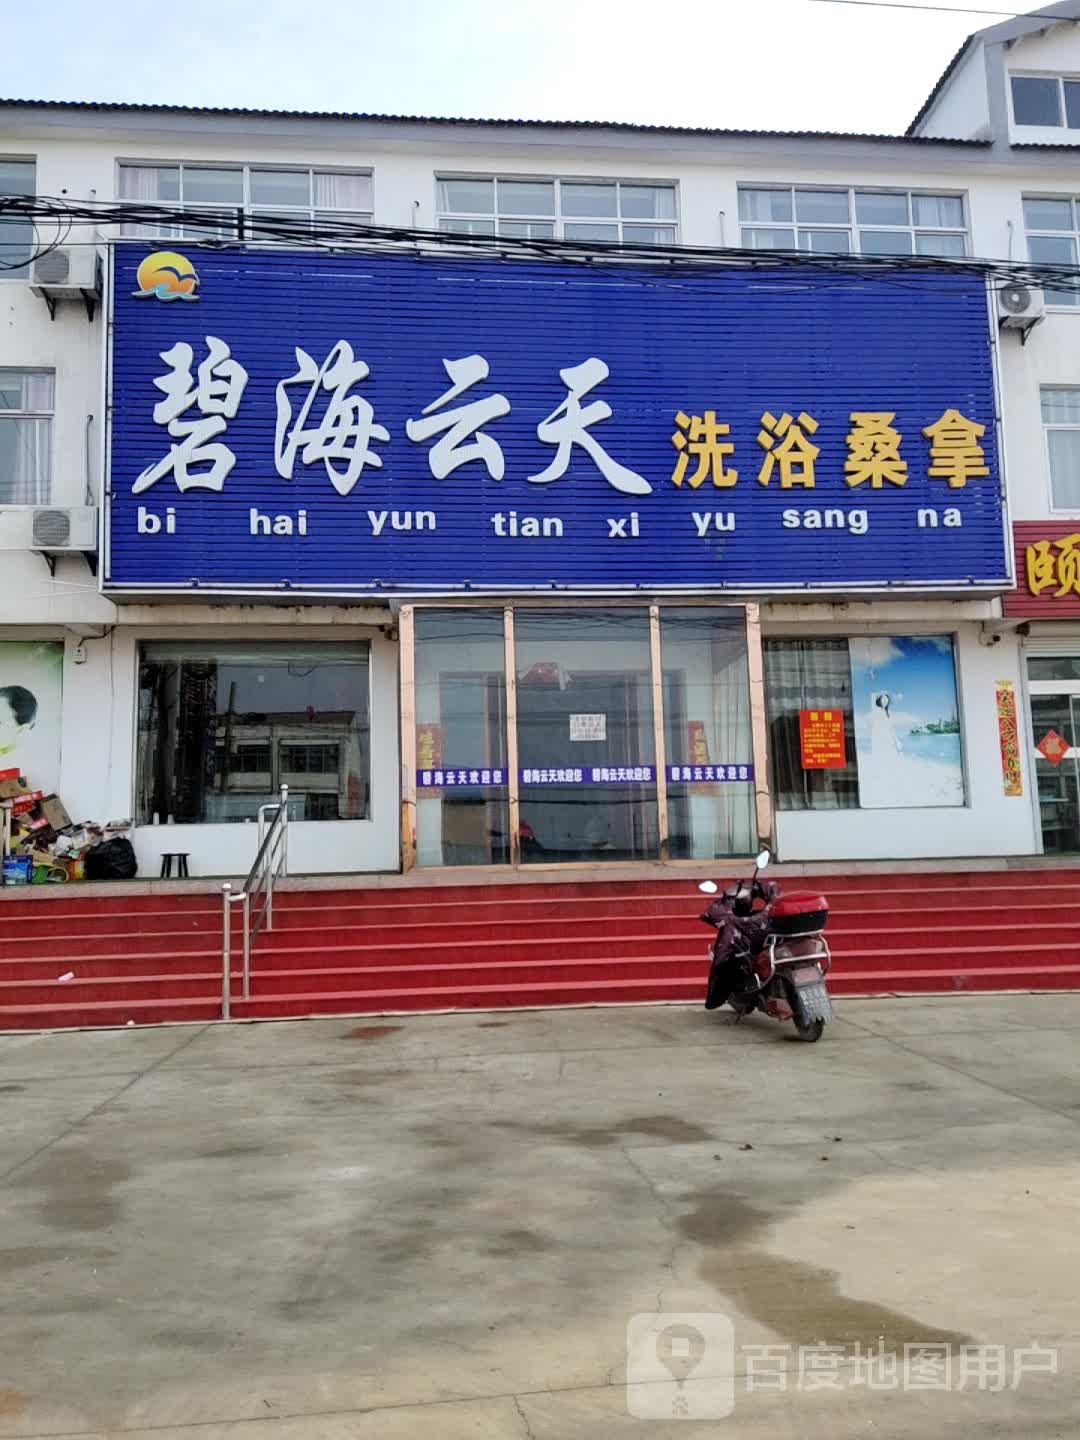 碧海云天 洗浴桑拿
bi hai yun tian xi yu sang na
颐
碧海云天欢迎您 碧海云天欢迎您 碧海云天欢迎您 碧海云天欢迎您
百度地图用户